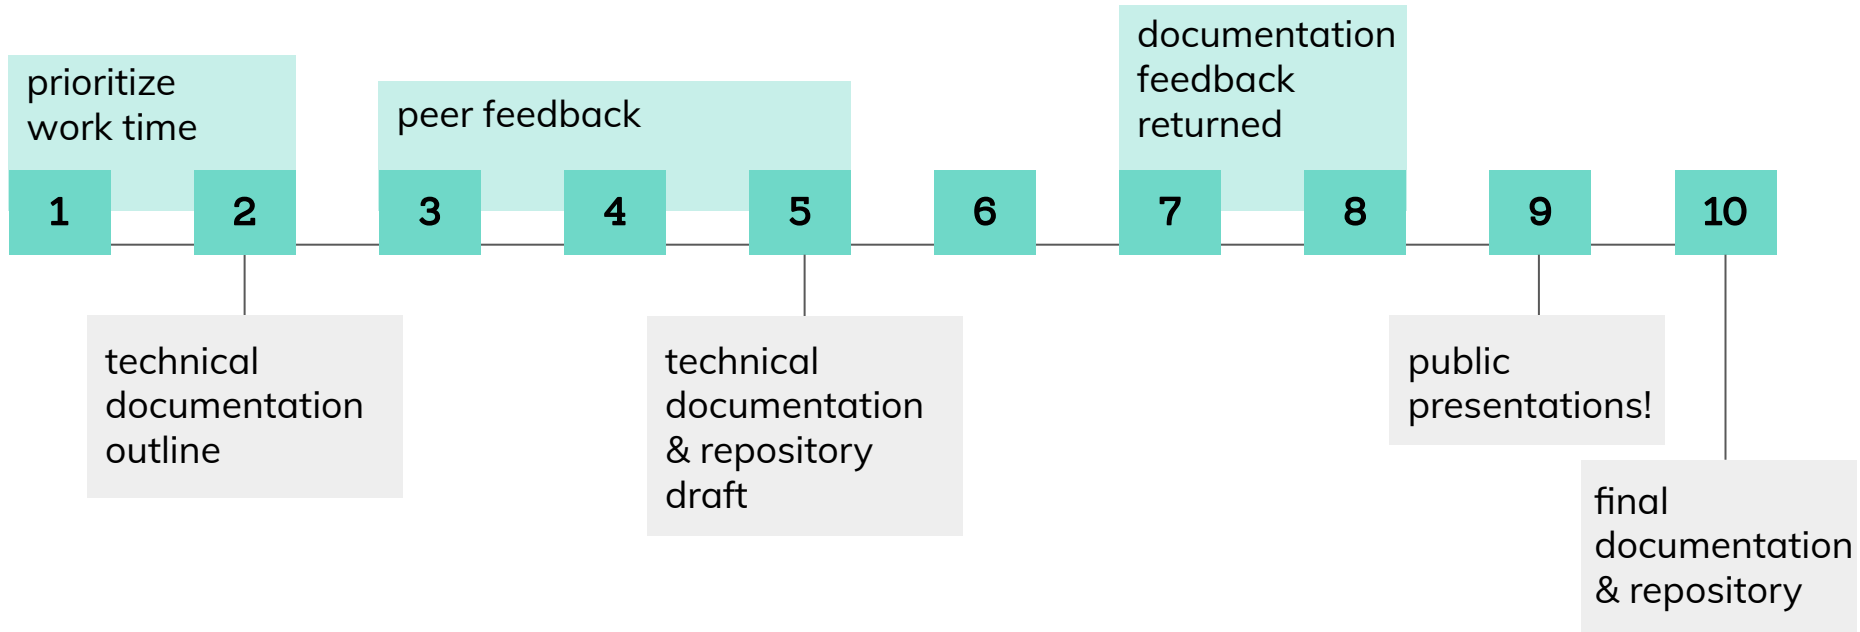 prioritize
work time
peer feedback
documentation
feedback
returned
1
2
3
4
5
6
7
8
9
10
technical
documentation
outline
technical
documentation
& repository
draft
public
presentations!
final
documentation
& repository